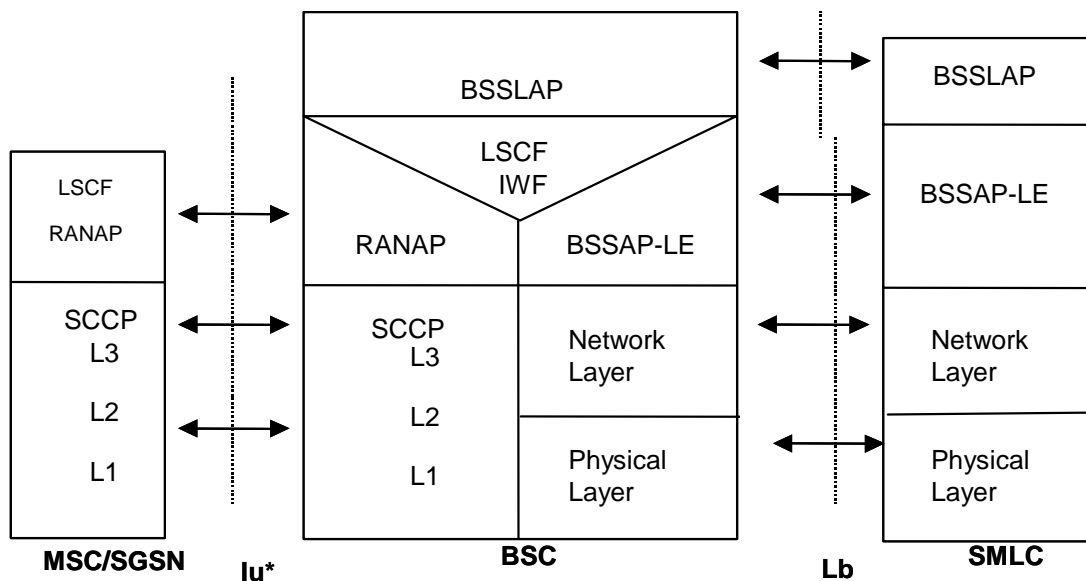 LSCF
RANAP
SCCP
L3
L2
L1
MSC/SGSN
Iu*
BSSLAP
LSCF
IWF
RANAP
BSSAP-LE
SCCP
L3
L2
L1
Network
Layer
Physical
Layer
BSC
Lb
BSSLAP
BSSAP-LE
Network
Layer
Physical
Layer
SMLC